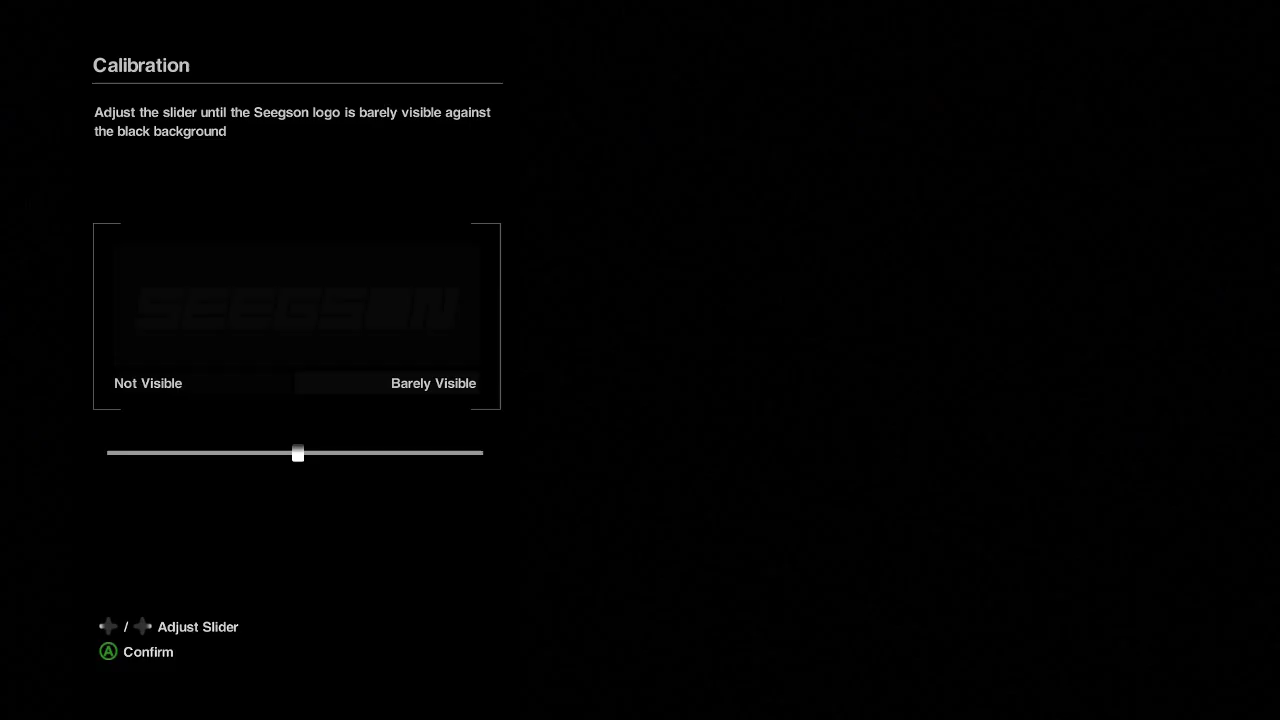 Calibration
Adjust the slider until the Seegson logo is barely visible against
the black background
SEEGSON
Not Visible
Barely Visible
/ Adjust Slider
A Confirm